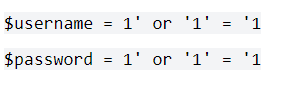 $username = 1' or '1' = '1
$password = 1' or '1' = '1